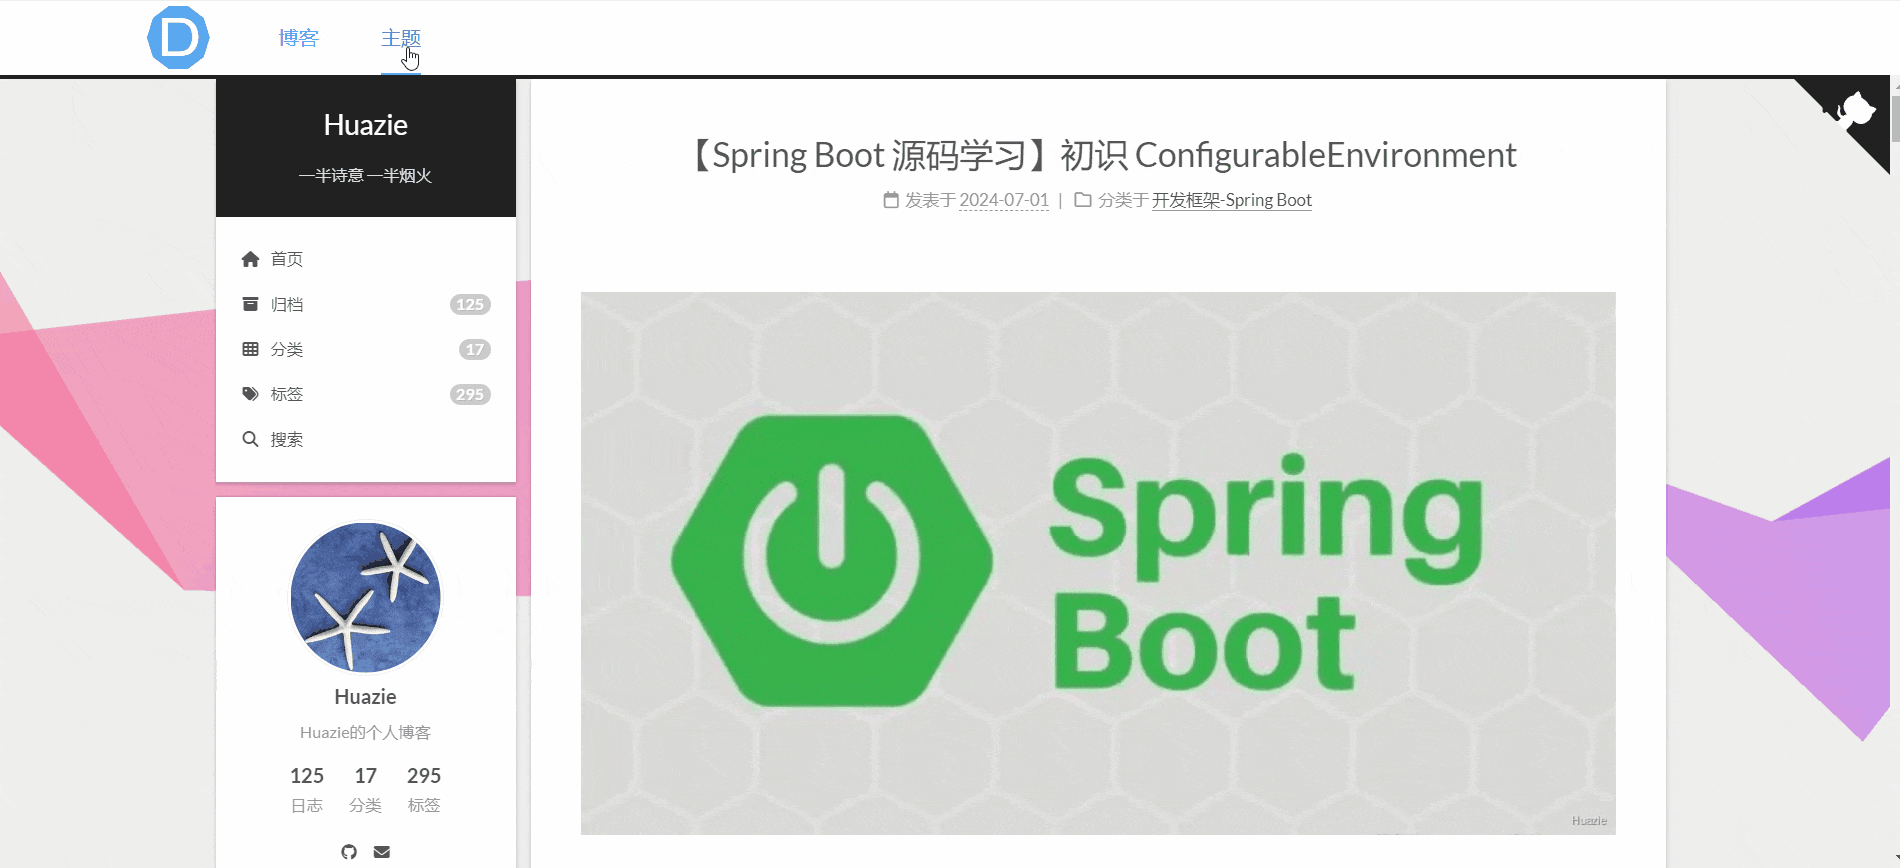 D
博客
主题
Huazie
一半诗意 一半烟火
首页
归档 125
分类 17
标签 295
搜索
Huazie
Huazie的个人博客
125 17 295
日志 分类 标签
【Spring Boot 源码学习】初识 ConfigurableEnvironment
发表于 2024-07-01 | 分类于 开发框架-Spring Boot
Spring
Boot
Huazie